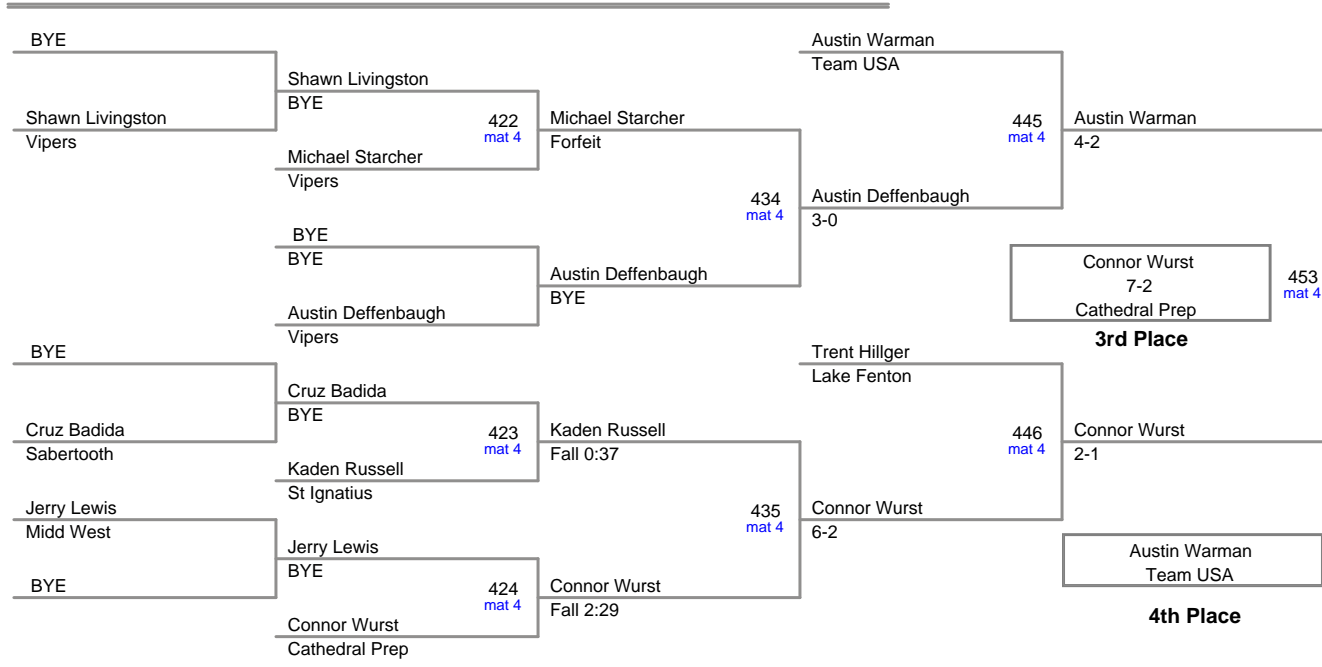 BYE
Shawn Livingston
Vipers
Shawn Livingston
BYE
Michael Starcher
Vipers
422
mat 4
Michael Starcher
Forfeit
BYE
BYE
Austin Deffenbaugh
Vipers
Austin Deffenbaugh
BYE
434
mat 4
Austin Warman
Team USA
Austin Deffenbaugh
3-0
445
mat 4
Austin Warman
4-2
Connor Wurst
7-2
Cathedral Prep
3rd Place
453
mat 4
BYE
Cruz Badida
Sabertooth
Cruz Badida
BYE
Kaden Russell
St Ignatius
423
mat 4
Kaden Russell
Fall 0:37
Jerry Lewis
Midd West
BYE
Jerry Lewis
BYE
Connor Wurst
Cathedral Prep
424
mat 4
Connor Wurst
Fall 2:29
435
mat 4
Trent Hillger
Lake Fenton
Connor Wurst
6-2
446
mat 4
Connor Wurst
2-1
Austin Warman
Team USA
4th Place